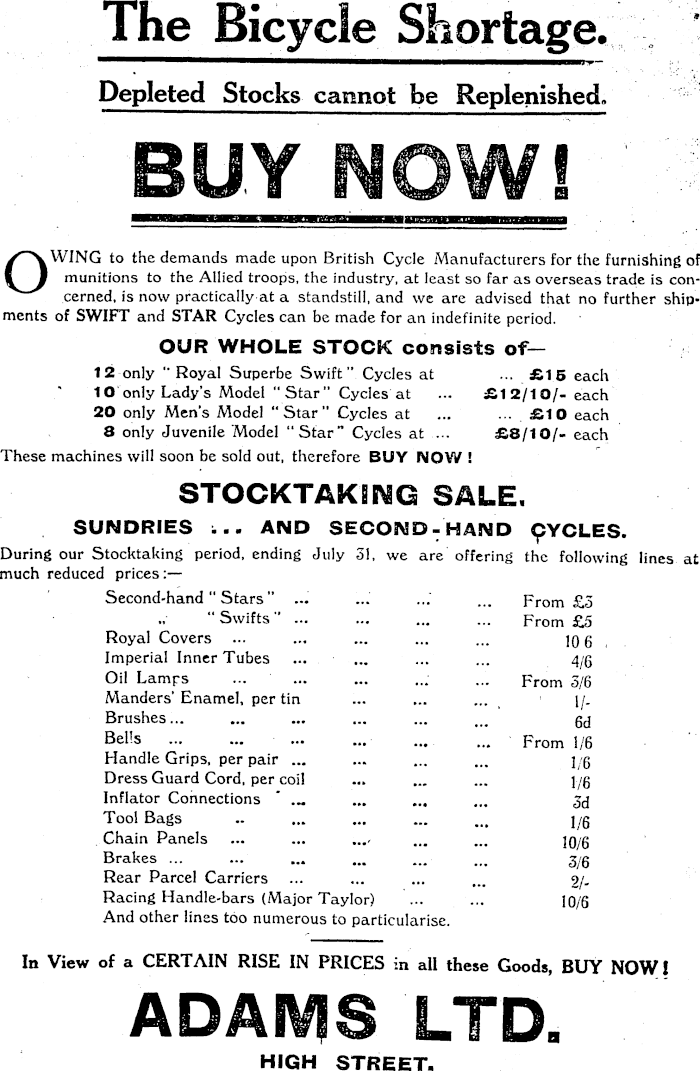 The Bicycle Shortage.
Depleted Stocks cannot be Replenished.
BUY NOW!
OWING to the demands made upon British Cycle Manufacturers for the furnishing of
munitions to the Allied troops, the industry, at least so far as overseas trade is con-
cerned, is now practically at a standstill, and we are advised that no further ship-
ments of SWIFT and STAR Cycles can be made for an indefinite period.
OUR WHOLE STOCK consists of—
12 only "Royal Superbe Swift" Cycles at ... £15 each
10 only Lady's Model "Star" Cycles at ... £12/10/- each
20 only Men's Model "Star" Cycles at ... ... £10 each
8 only Juvenile Model "Star" Cycles at ... £8/10/- each
These machines will soon be sold out, therefore BUY NOW!
STOCKTAKING SALE.
SUNDRIES ... AND SECOND-HAND CYCLES.
During our Stocktaking period, ending July 31, we are offering the following lines at
much reduced prices:—
Second-hand "Stars" ... ... ... ... From £3
,, "Swifts" ... ... ... ... From £5
Royal Covers ... ... ... ... ... 10 6
Imperial Inner Tubes ... ... ... ... 4/6
Oil Lamps ... ... ... ... ... From 3/6
Manders' Enamel, per tin ... ... ... 1/-
Brushes ... ... ... ... ... ... 6d
Bells ... ... ... ... ... ... From 1/6
Handle Grips, per pair ... ... ... ... 1/6
Dress Guard Cord, per coil ... ... ... 1/6
Inflator Connections ... ... ... ... 3d
Tool Bags .. ... ... ... ... 1/6
Chain Panels ... ... ... ... ... 10/6
Brakes ... ... ... ... ... ... 3/6
Rear Parcel Carriers ... ... ... ... 2/-
Racing Handle-bars (Major Taylor) ... ... 10/6
And other lines too numerous to particularise.
In View of a CERTAIN RISE IN PRICES in all these Goods, BUY NOW!
ADAMS LTD.
HIGH STREET.